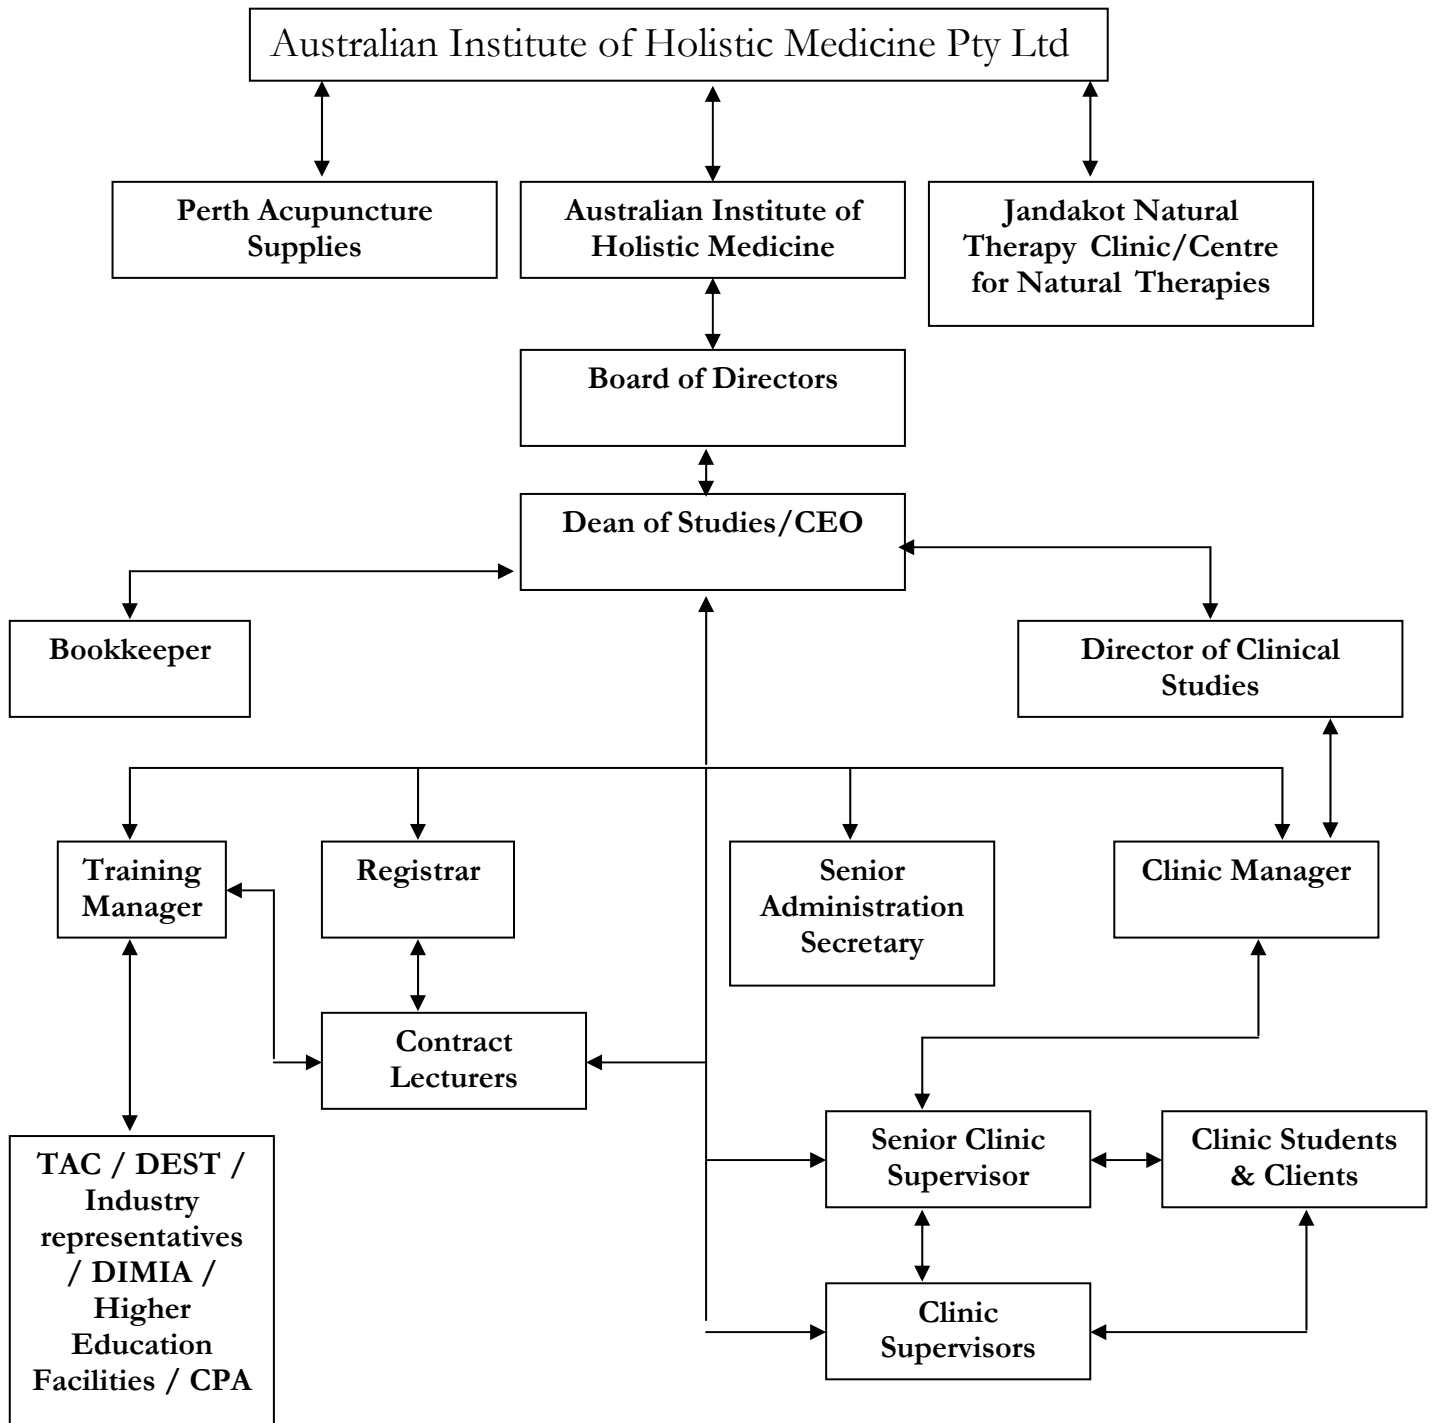 Australian Institute of Holistic Medicine Pty Ltd
Perth Acupuncture
Supplies
Australian Institute of
Holistic Medicine
Jandakot Natural
Therapy Clinic/Centre
for Natural Therapies
Board of Directors
Dean of Studies/CEO
Bookkeeper
Director of Clinical
Studies
Training
Manager
Registrar
Senior
Administration
Secretary
Clinic Manager
Contract
Lecturers
Senior Clinic
Supervisor
Clinic Students
& Clients
TAC / DEST /
Industry
representatives
/ DIMIA /
Higher
Education
Facilities / CPA
Clinic
Supervisors